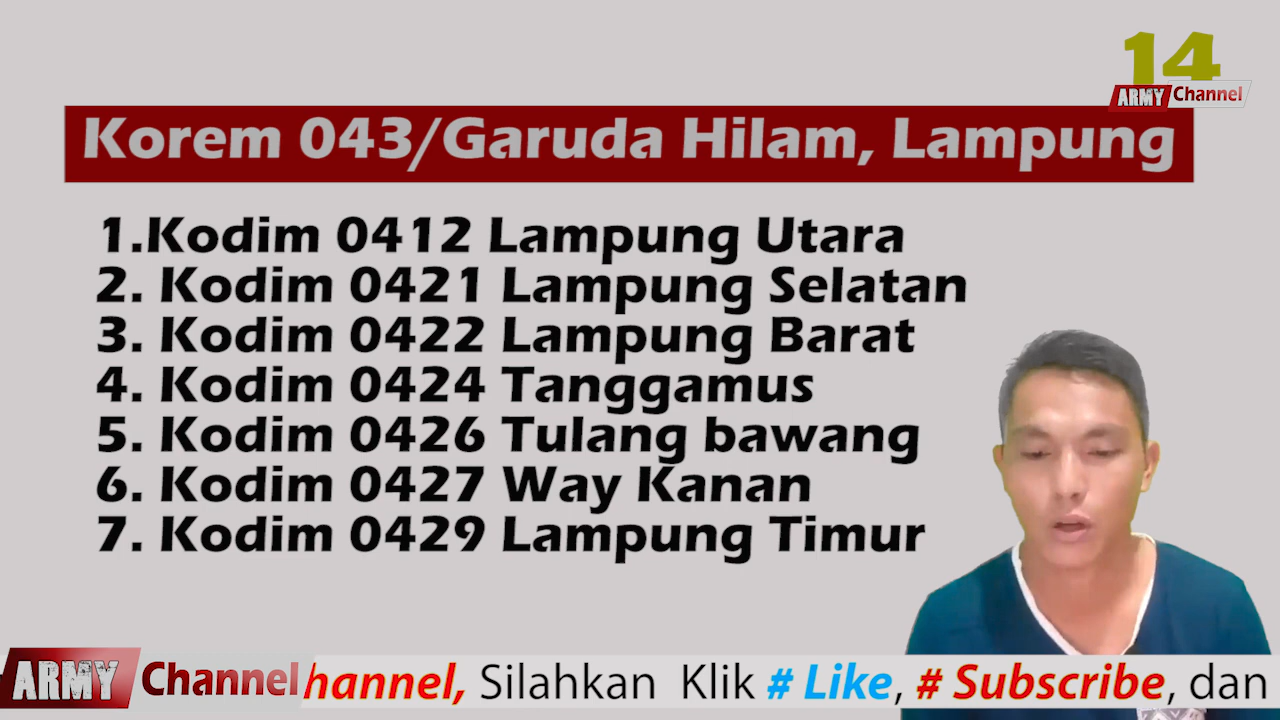 14
ARMY Channel
Korem 043/Garuda Hilam, Lampung
1.Kodim 0412 Lampung Utara
2. Kodim 0421 Lampung Selatan
3. Kodim 0422 Lampung Barat
4. Kodim 0424 Tanggamus
5. Kodim 0426 Tulang bawang
6. Kodim 0427 Way Kanan
7. Kodim 0429 Lampung Timur
ARMY Channel hannel, Silahkan Klik # Like, # Subscribe, dan